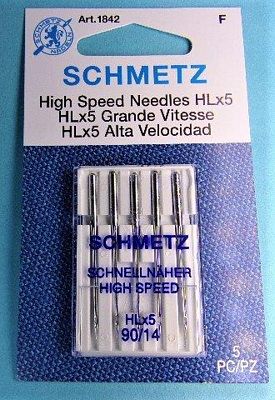 Art.1842 F
SCHMETZ
High Speed Needles HLx5
HLx5 Grande Vitesse
HLx5 Alta Velocidad
SCHMETZ
SCHNELLNÄHER
HIGH SPEED
HLx5
90/14
5
PC/PZ